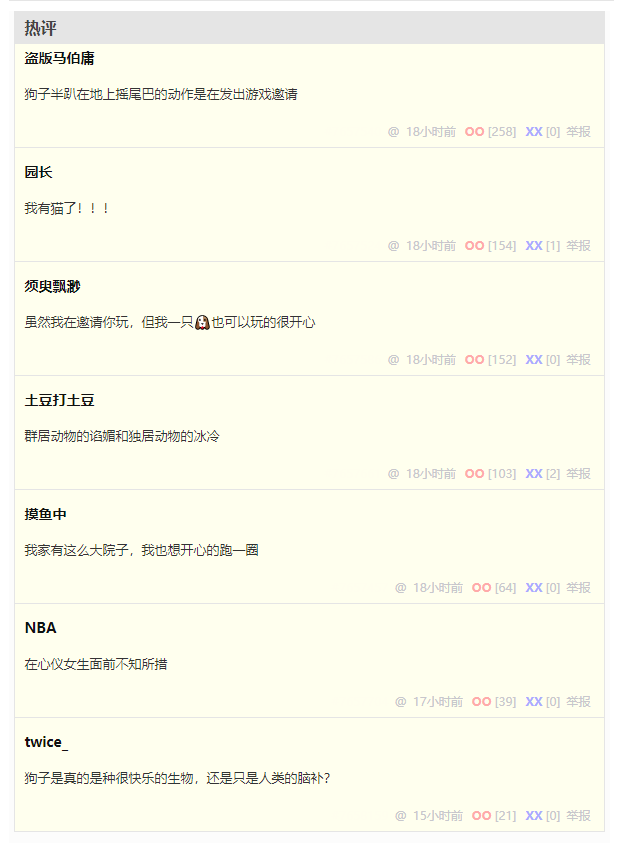 热评
盗版马伯庸
狗子半趴在地上摇尾巴的动作是在发出游戏邀请
@ 18小时前 OO [258] XX [0] 举报
园长
我有猫了！！！
@ 18小时前 OO [154] XX [1] 举报
须臾飘渺
虽然我在邀请你玩，但我一只🐶也可以玩的很开心
@ 18小时前 OO [152] XX [0] 举报
土豆打土豆
群居动物的谄媚和独居动物的冰冷
@ 18小时前 OO [103] XX [2] 举报
摸鱼中
我家有这么大院子，我也想开心的跑一圈
@ 18小时前 OO [64] XX [0] 举报
NBA
在心仪女生面前不知所措
@ 17小时前 OO [39] XX [0] 举报
twice_
狗子是真的是种很快乐的生物，还是只是人类的脑补？
@ 15小时前 OO [21] XX [0] 举报